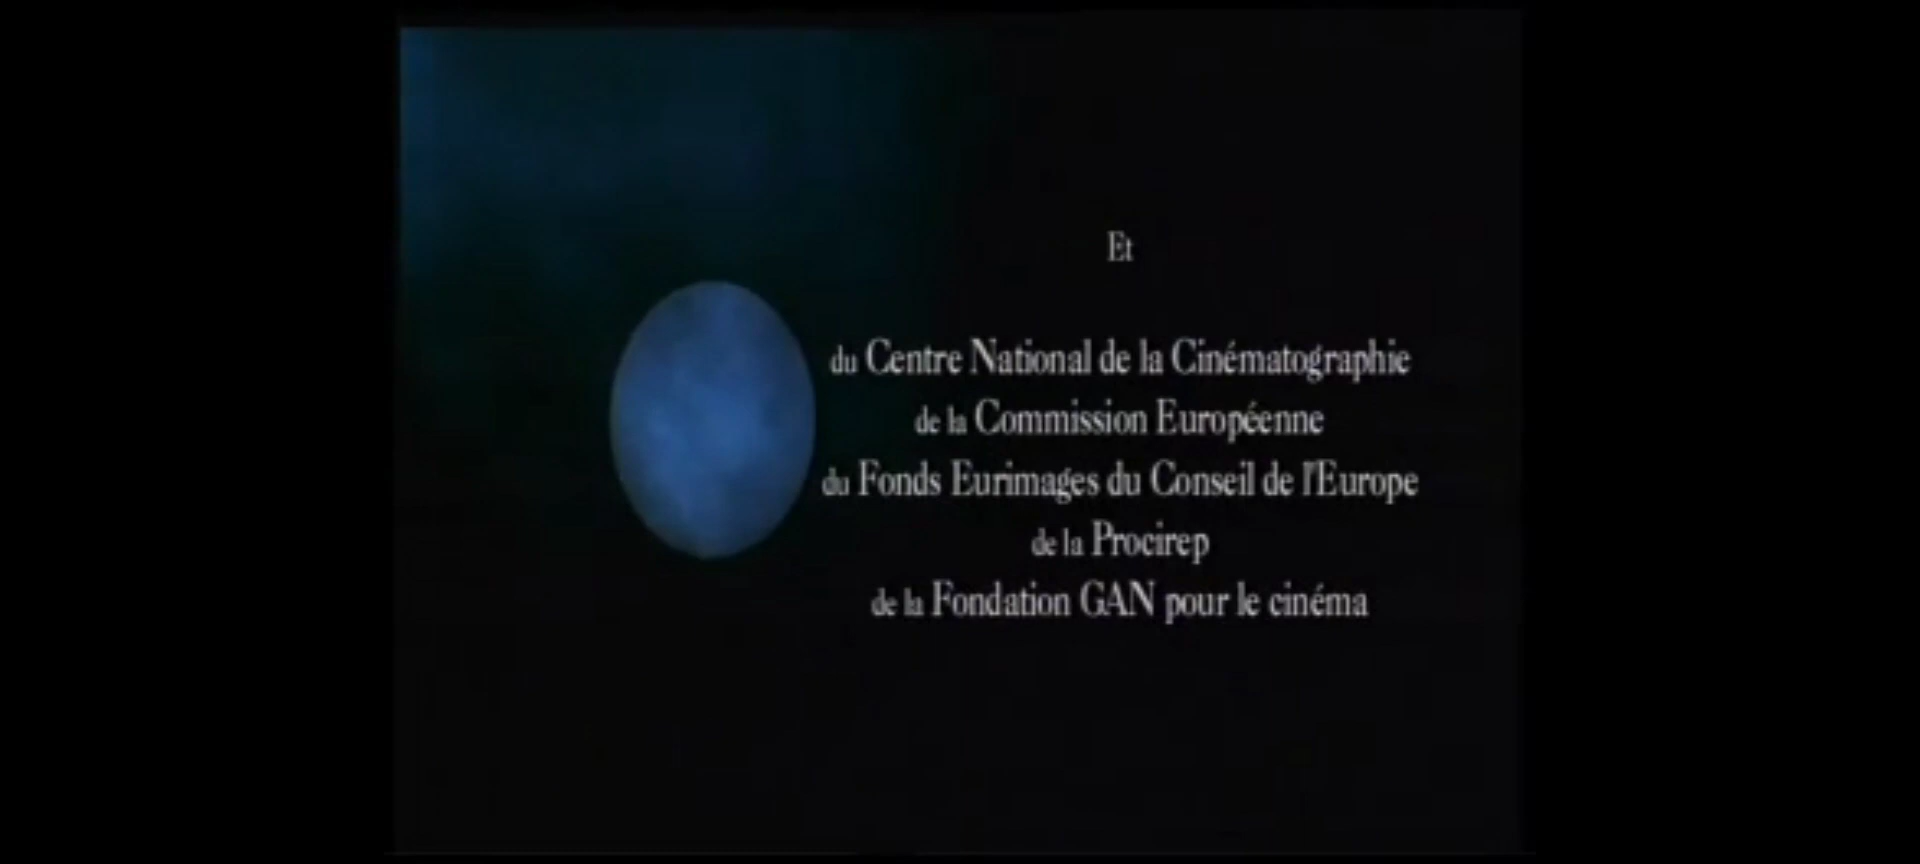 Et
du Centre National de la Cinématographie
de la Commission Européenne
du Fonds Eurimages du Conseil de l'Europe
de la Procirep
de la Fondation GAN pour le cinéma